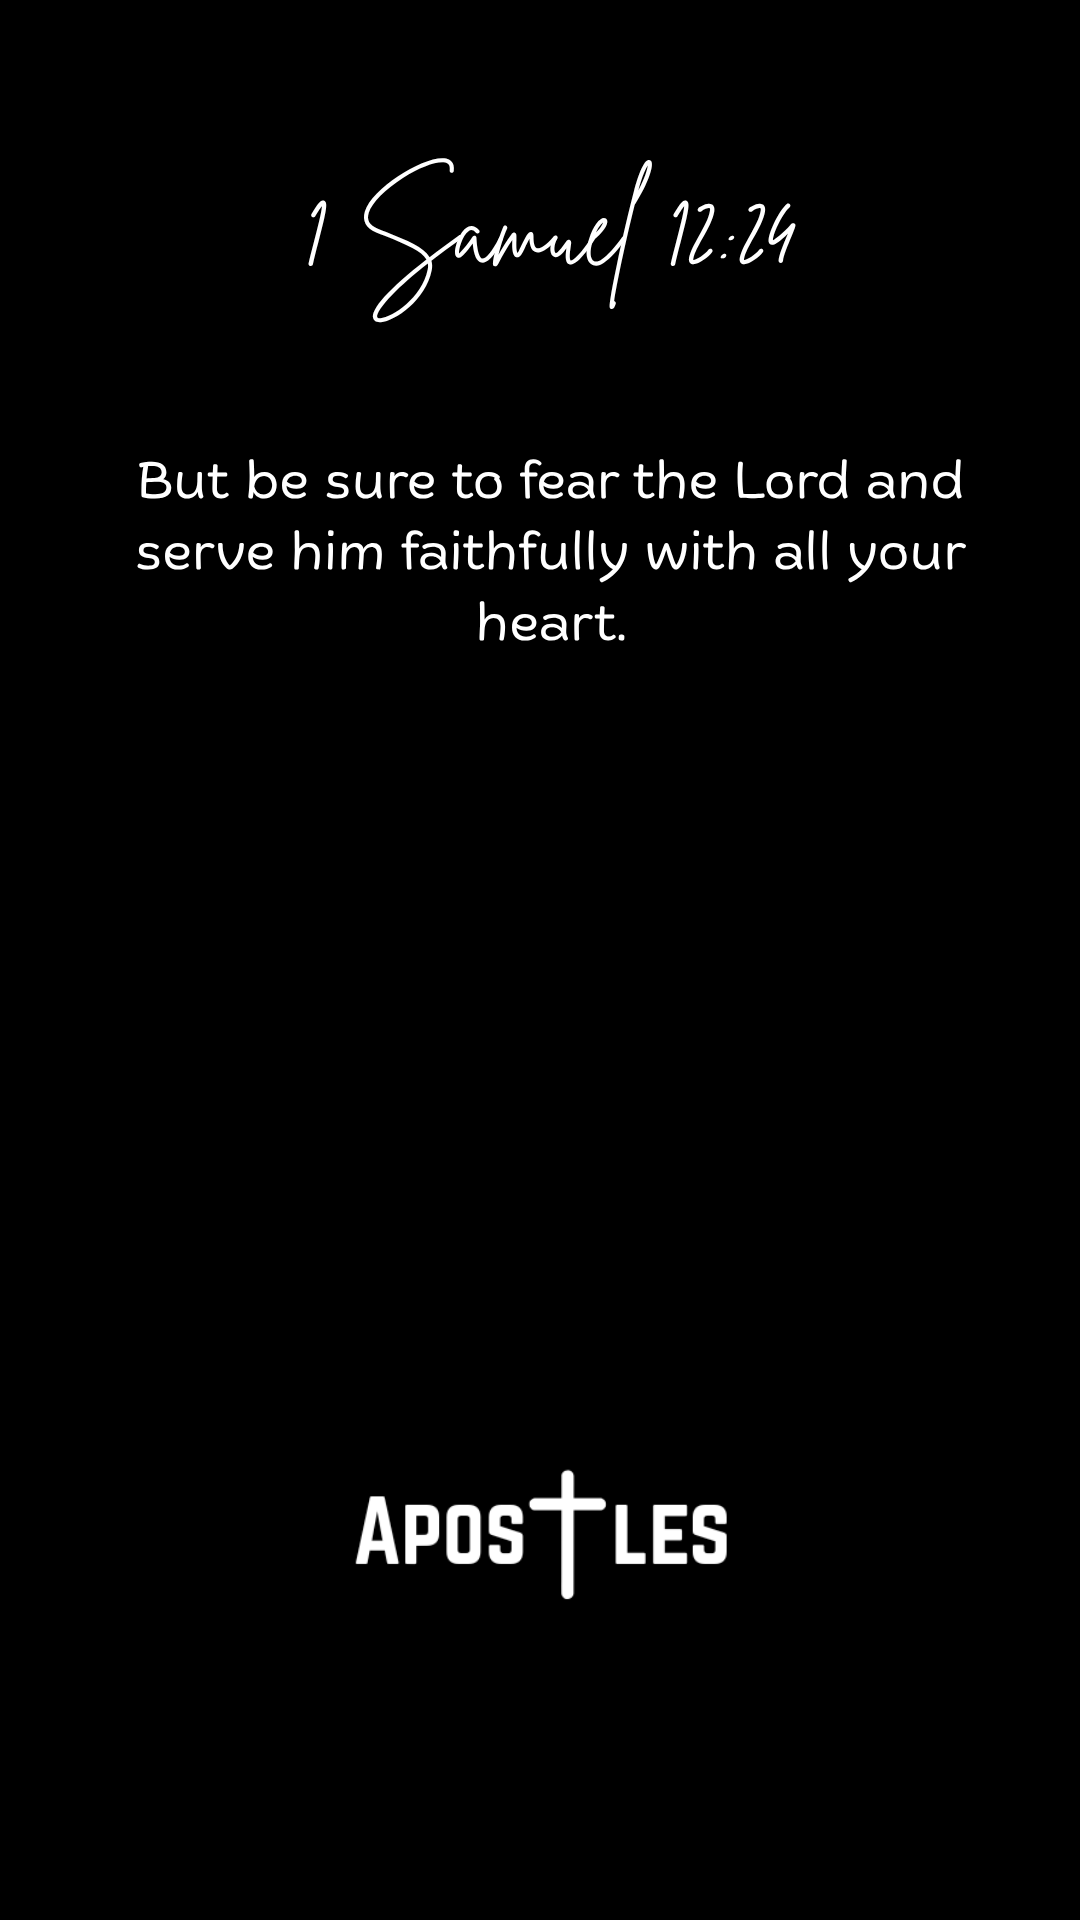 1 Samuel 12:24
But be sure to fear the Lord and
serve him faithfully with all your
heart.
Apostles